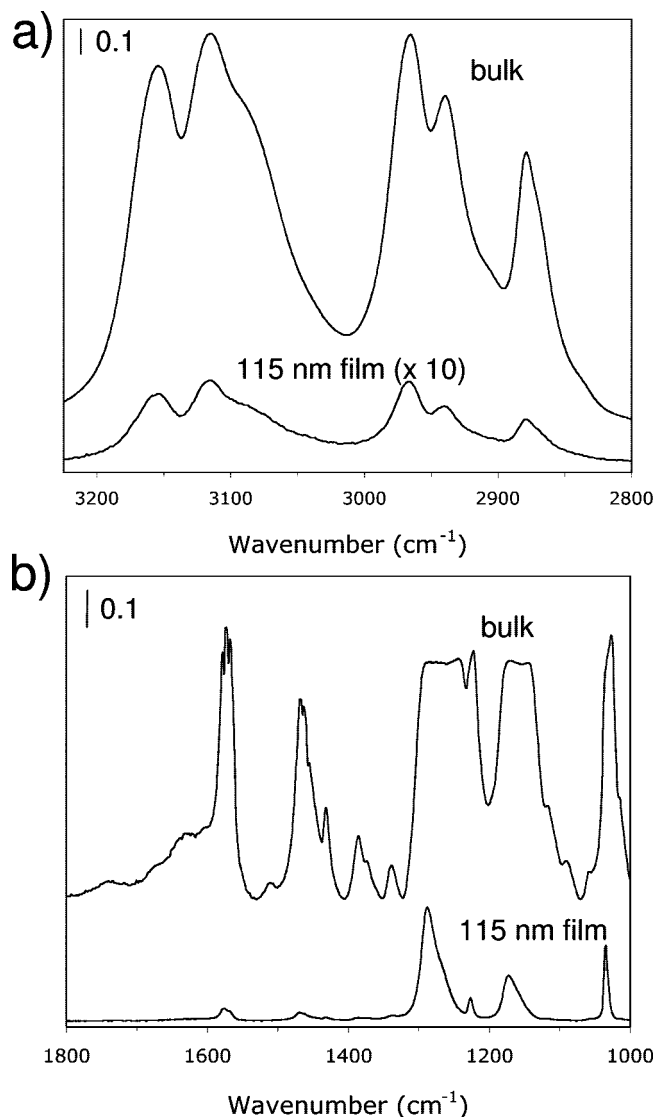 a)
0.1
bulk
115 nm film (x 10)
3200 3100 3000 2900 2800
Wavenumber (cm⁻¹)
b)
0.1
bulk
115 nm film
1800 1600 1400 1200 1000
Wavenumber (cm⁻¹)